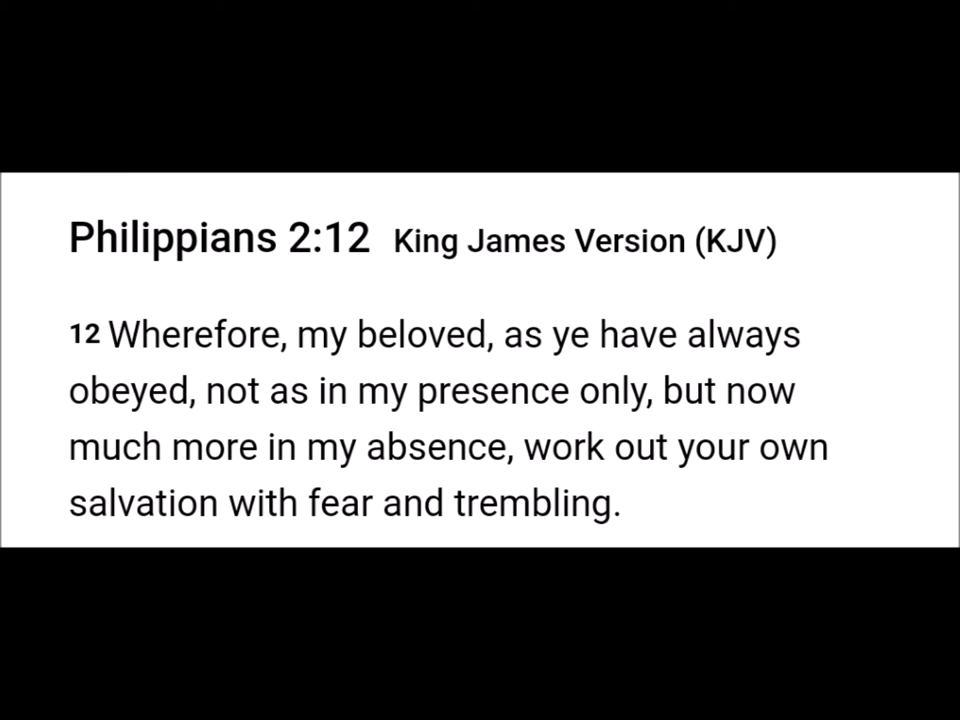 Philippians 2:12 King James Version (KJV)
12 Wherefore, my beloved, as ye have always
obeyed, not as in my presence only, but now
much more in my absence, work out your own
salvation with fear and trembling.